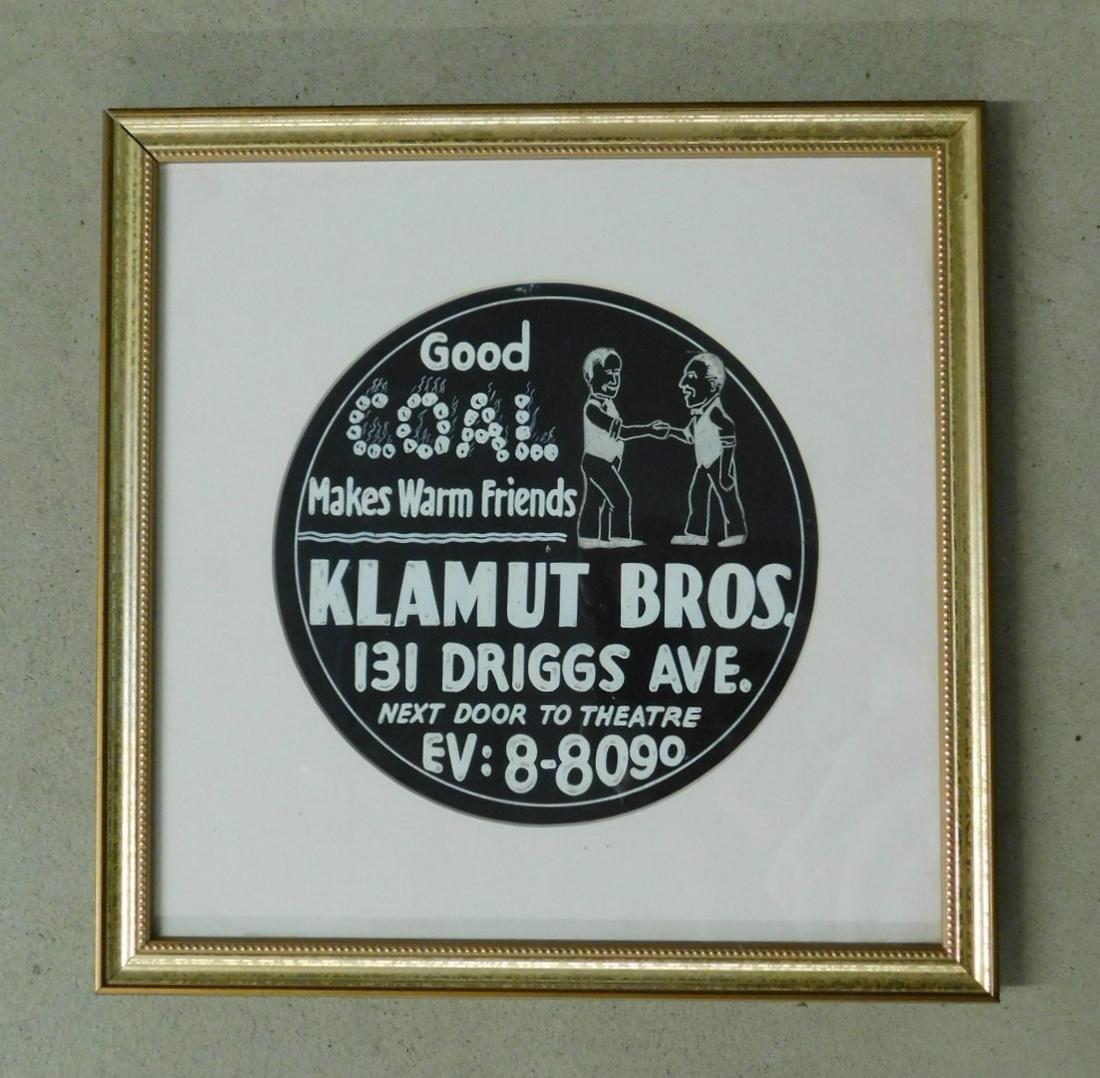 Good
COAL
Makes Warm Friends
KLAMUT BROS.
131 DRIGGS AVE.
NEXT DOOR TO THEATRE
EV: 8-8090